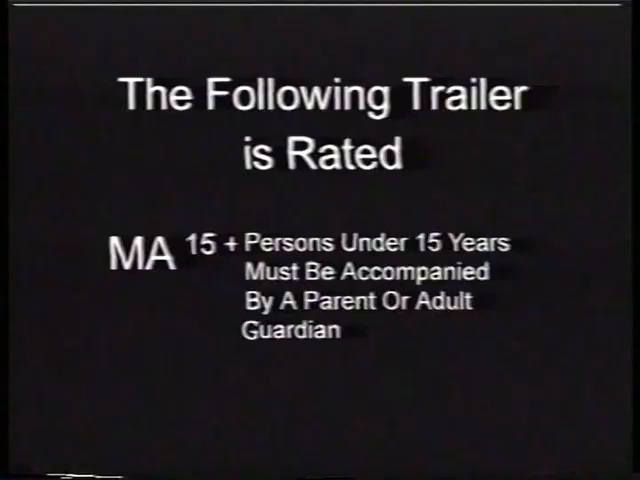 The Following Trailer
is Rated
MA 15 + Persons Under 15 Years
Must Be Accompanied
By A Parent Or Adult
Guardian